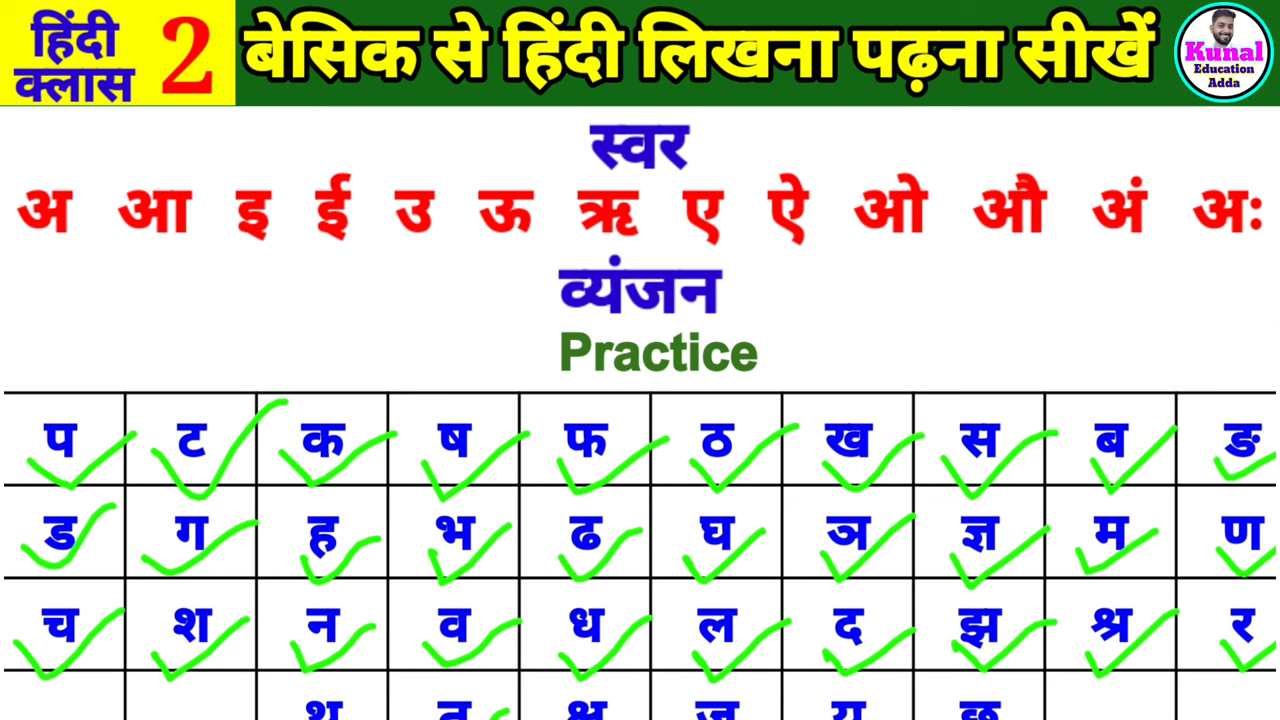 हिंदी
क्लास
2
बेसिक से हिंदी लिखना पढ़ना सीखें
Kunal
Education
Adda
स्वर
अ आ इ ई उ ऊ ऋ ए ऐ ओ औ अं अः
व्यंजन
Practice
प ट क ष फ ठ ख स ब ङ
ड ग ह भ ढ घ ञ ज्ञ म ण
च श न व ध ल द झ श्र र
थ त क्ष ज य छ